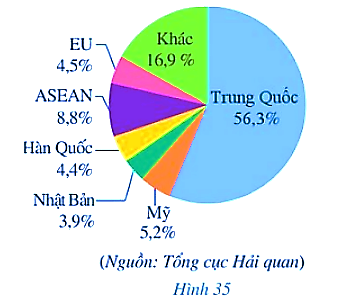 EU
4,5%
ASEAN
8,8%
Hàn Quốc
4,4%
Nhật Bản
3,9%
Mỹ
5,2%
Khác
16,9 %
Trung Quốc
56,3%
(Nguồn: Tổng cục Hải quan)
Hình 35